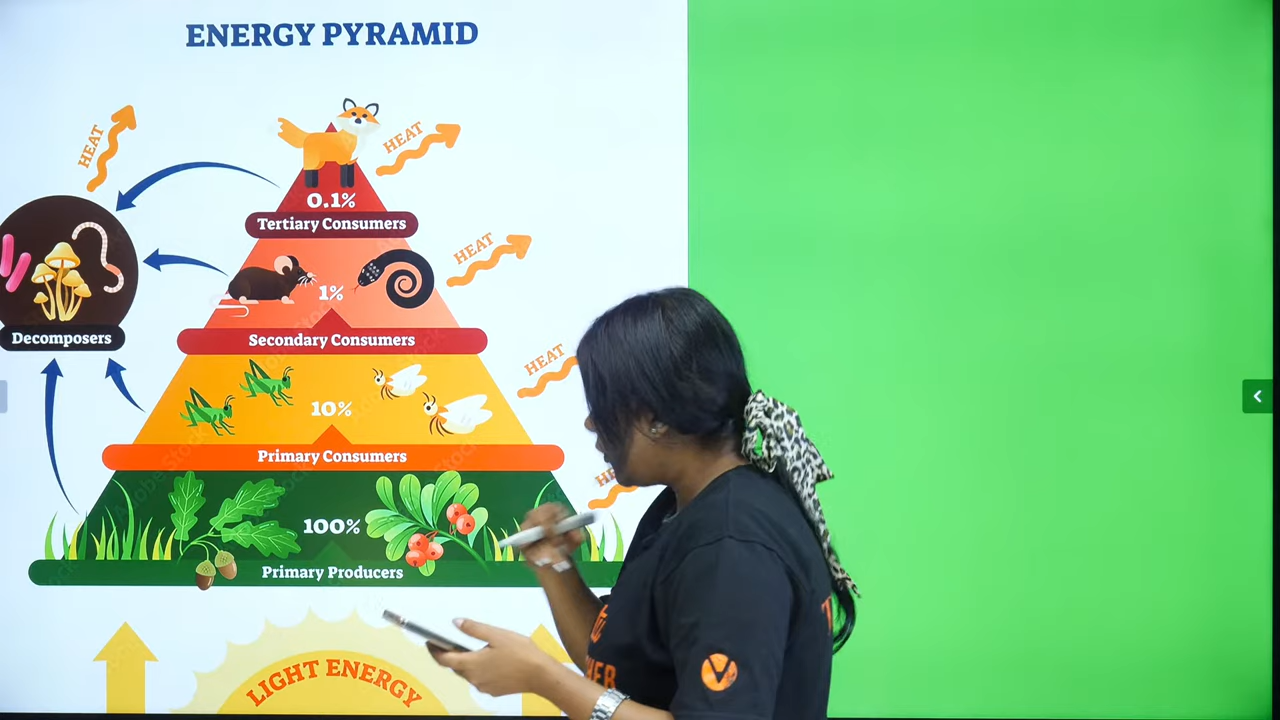 ENERGY PYRAMID
HEAT
HEAT
0.1%
Tertiary Consumers
HEAT
1%
Decomposers
Secondary Consumers
HEAT
10%
Primary Consumers
100%
Primary Producers
LIGHT ENERGY